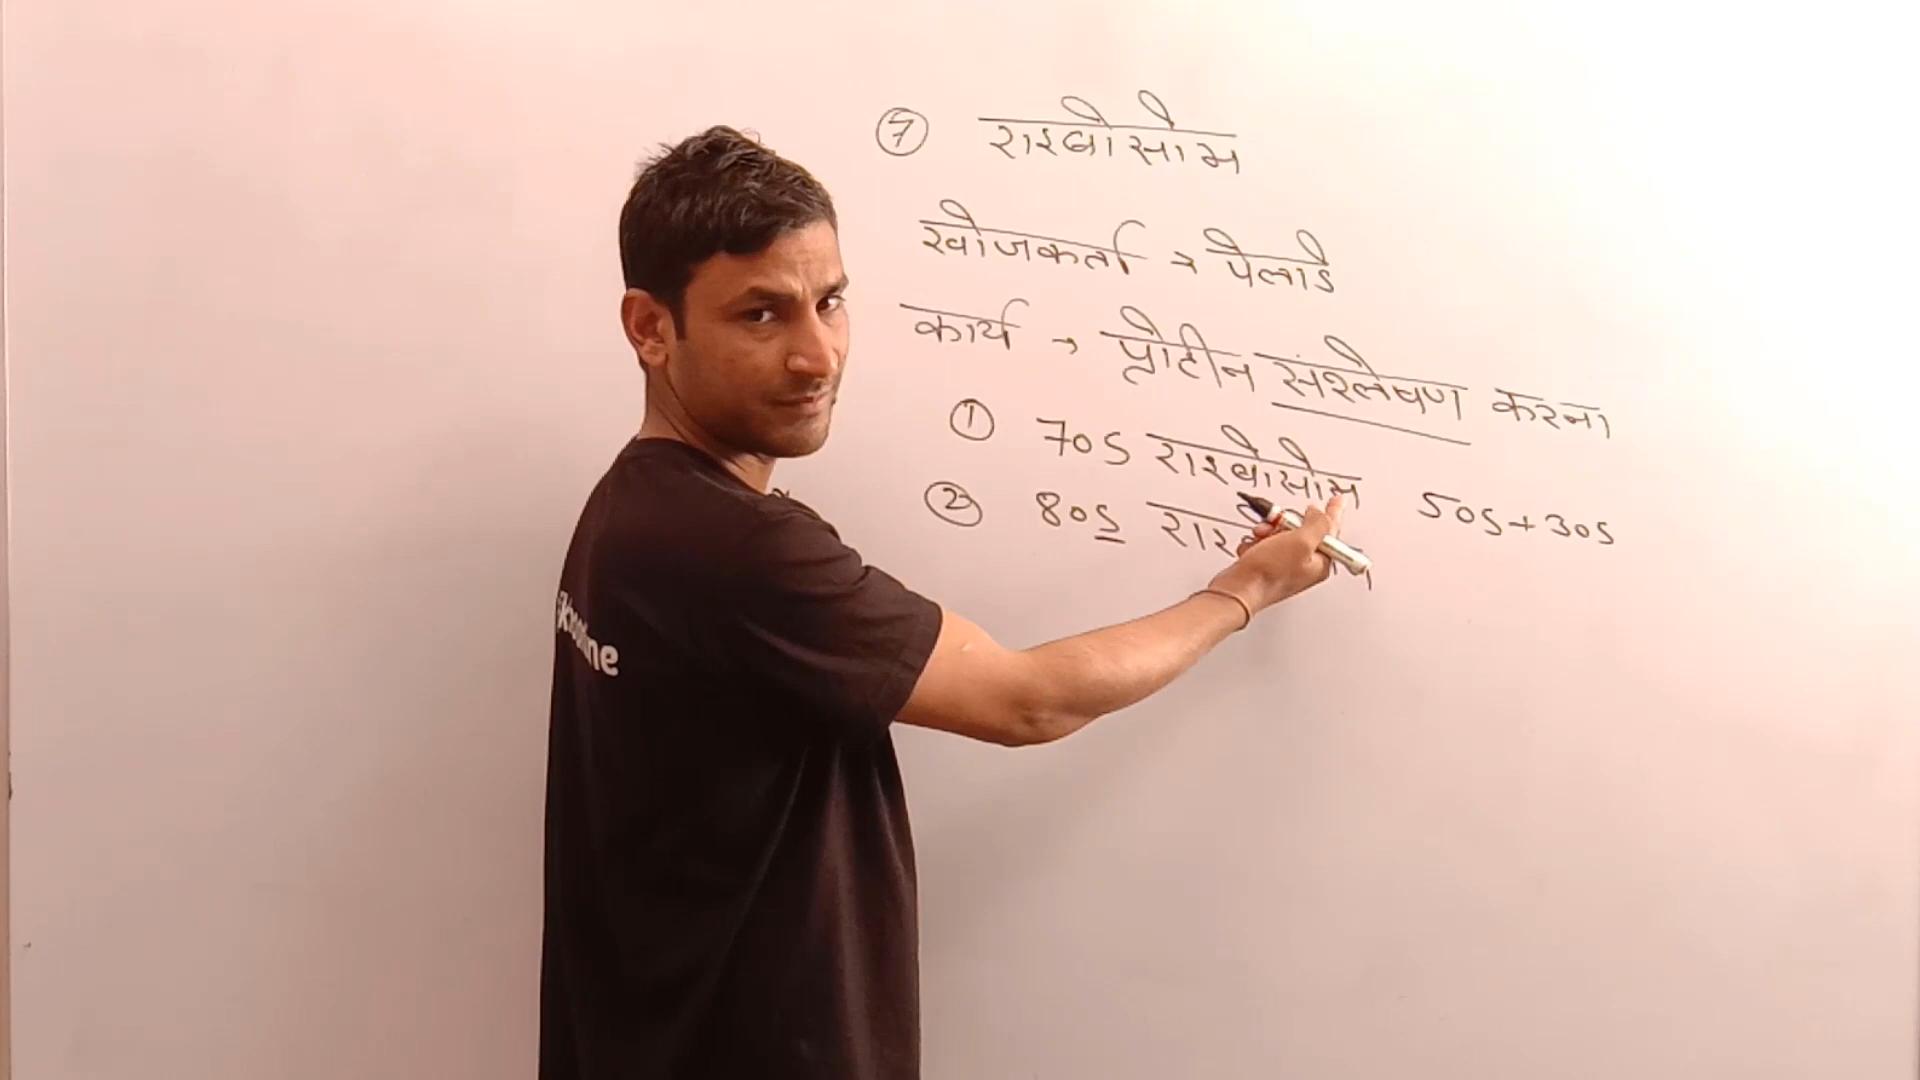 ⑦ राइबोसोम
खोजकर्ता → पैलाडे
कार्य → प्रोटीन संश्लेषण करना
① 70S राइबोसोम 50S+30S
② 80S